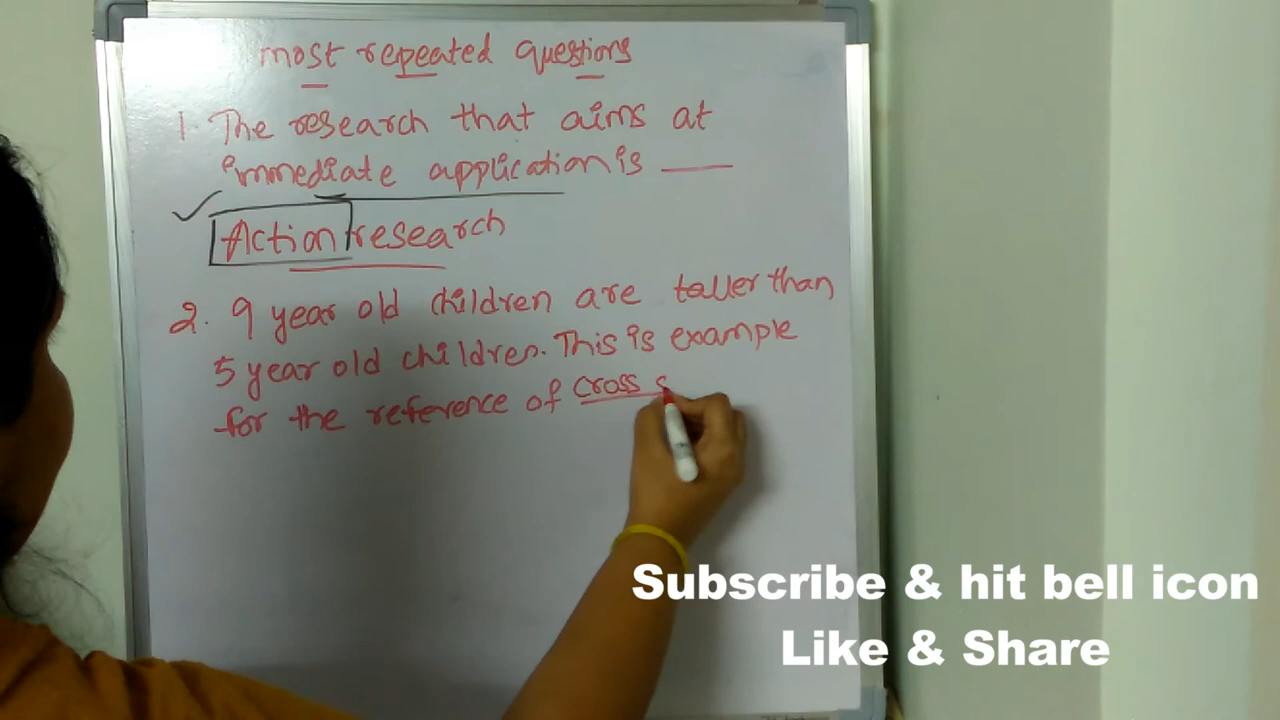 most repeated questions
1. The research that aims at
immediate application is ____
Action research
2. 9 year old children are taller than
5 year old children. This is example
for the reference of cross s
Subscribe & hit bell icon
Like & Share